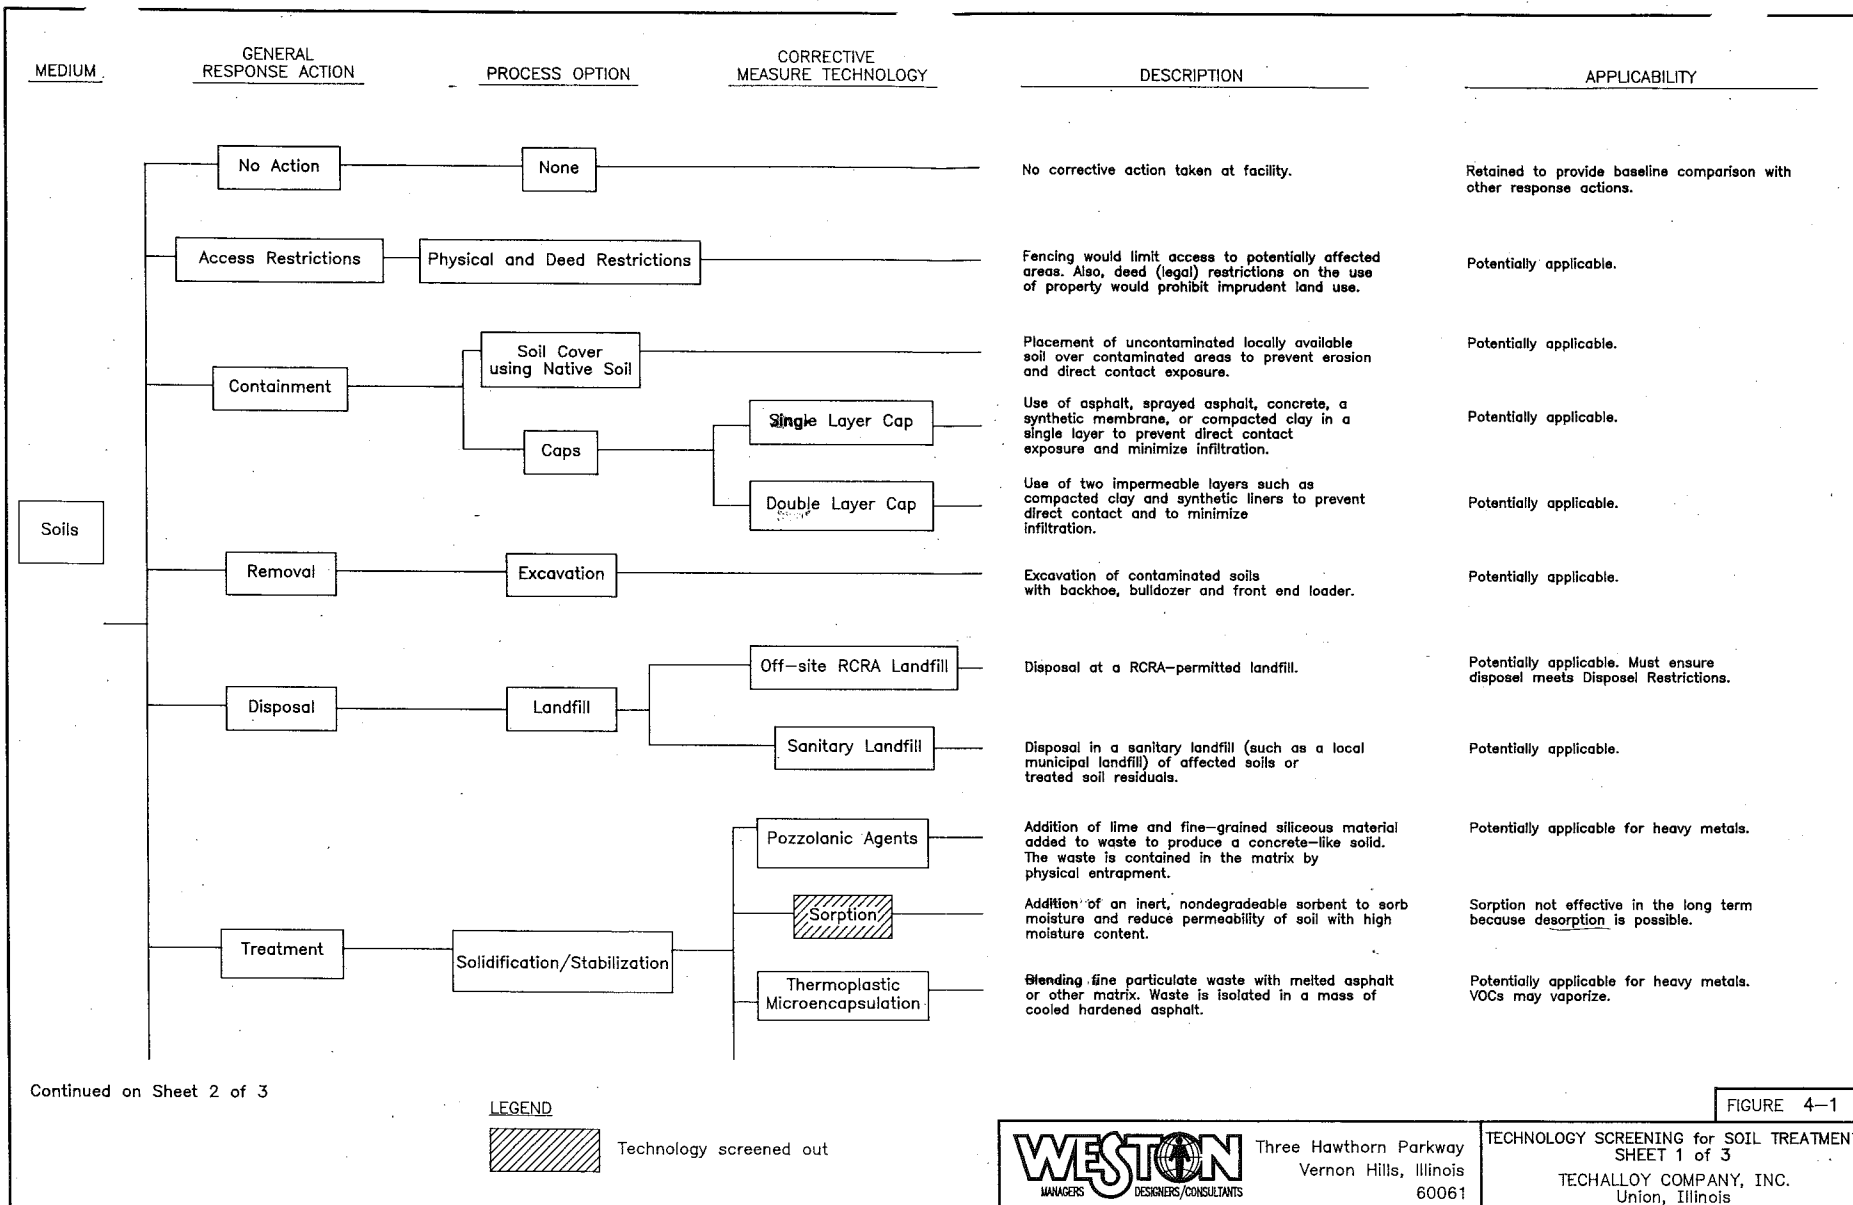 MEDIUM
GENERAL
RESPONSE ACTION
PROCESS OPTION
CORRECTIVE
MEASURE TECHNOLOGY
DESCRIPTION
APPLICABILITY
No Action
None
No corrective action taken at facility.
Retained to provide baseline comparison with
other response actions.
Access Restrictions
Physical and Deed Restrictions
Fencing would limit access to potentially affected
areas. Also, deed (legal) restrictions on the use
of property would prohibit imprudent land use.
Potentially applicable.
Containment
Soil Cover
using Native Soil
Placement of uncontaminated locally available
soil over contaminated areas to prevent erosion
and direct contact exposure.
Potentially applicable.
Caps
Single Layer Cap
Use of asphalt, sprayed asphalt, concrete, a
synthetic membrane, or compacted clay in a
single layer to prevent direct contact
exposure and minimize infiltration.
Potentially applicable.
Double Layer Cap
Use of two impermeable layers such as
compacted clay and synthetic liners to prevent
direct contact and to minimize
infiltration.
Potentially applicable.
Soils
Removal
Excavation
Excavation of contaminated soils
with backhoe, bulldozer and front end loader.
Potentially applicable.
Disposal
Landfill
Off-site RCRA Landfill
Disposal at a RCRA-permitted landfill.
Potentially applicable. Must ensure
disposel meets Disposel Restrictions.
Sanitary Landfill
Disposal in a sanitary landfill (such as a local
municipal landfill) of affected soils or
treated soil residuals.
Potentially applicable.
Treatment
Solidification/Stabilization
Pozzolanic Agents
Addition of lime and fine-grained siliceous material
added to waste to produce a concrete-like solid.
The waste is contained in the matrix by
physical entrapment.
Potentially applicable for heavy metals.
Sorption
Addition of an inert, nondegradeable sorbent to sorb
moisture and reduce permeability of soil with high
moisture content.
Sorption not effective in the long term
because desorption is possible.
Thermoplastic
Microencapsulation
Blending fine particulate waste with melted asphalt
or other matrix. Waste is isolated in a mass of
cooled hardened asphalt.
Potentially applicable for heavy metals.
VOCs may vaporize.
Continued on Sheet 2 of 3
LEGEND
Technology screened out
FIGURE 4-1
WESTON
MANAGERS DESIGNERS/CONSULTANTS
Three Hawthorn Parkway
Vernon Hills, Illinois
60061
TECHNOLOGY SCREENING for SOIL TREATMENT
SHEET 1 of 3
TECHALLOY COMPANY, INC.
Union, Illinois